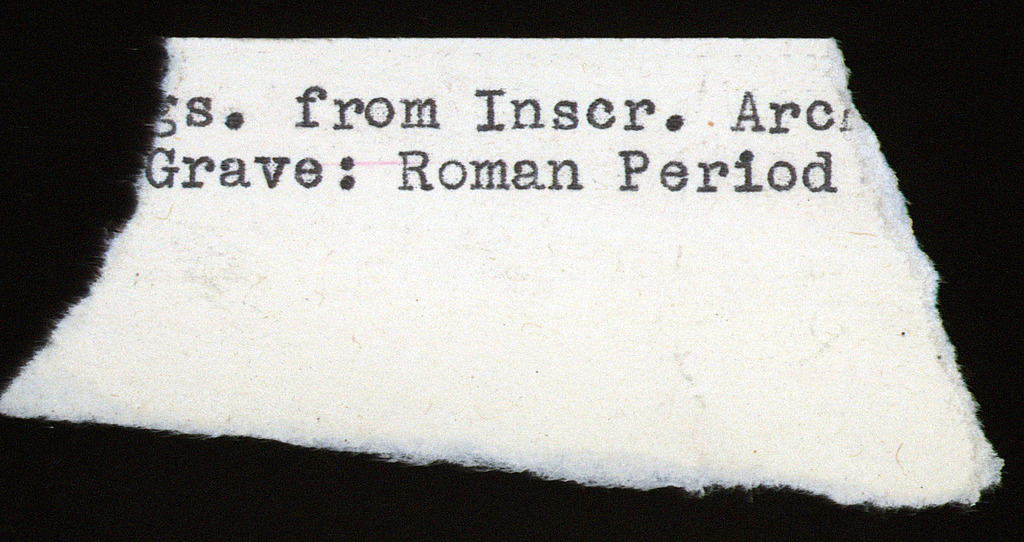 gs. from Inscr. Arc
Grave: Roman Period